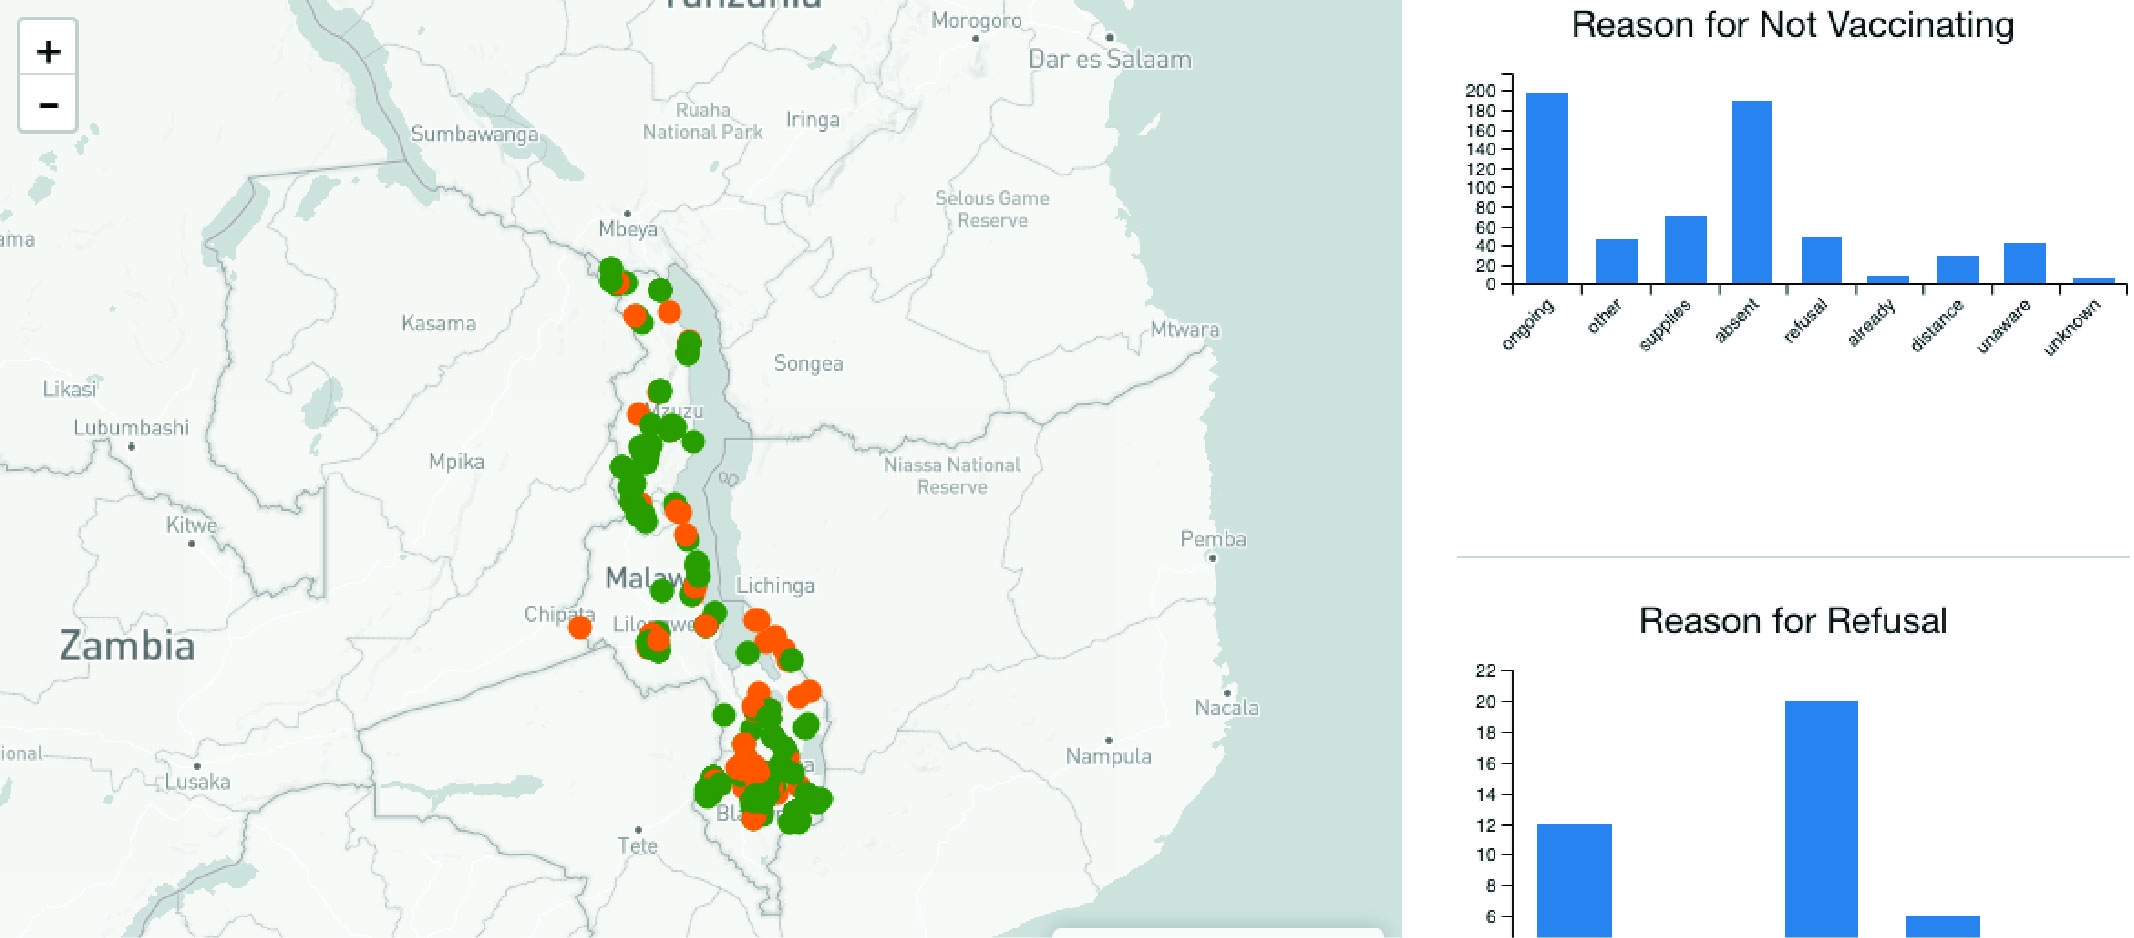 Tanzania
Morogoro
Dar es Salaam
+
−
Sumbawanga
Ruaha
National Park
Iringa
Selous Game
Reserve
Mbeya
Kasama
Mtwara
Songea
Likasi
Mzuzu
Lubumbashi
Mpika
Niassa National
Reserve
Kitwe
Pemba
Malaw
Lichinga
Chipata
Lilongwe
Zambia
Nacala
ional
Nampula
Lusaka
Bla
Tete
Reason for Not Vaccinating
200
180
160
140
120
100
80
60
40
20
0
ongoing
other
supplies
absent
refusal
already
distance
unaware
unknown
Reason for Refusal
22
20
18
16
14
12
10
8
6